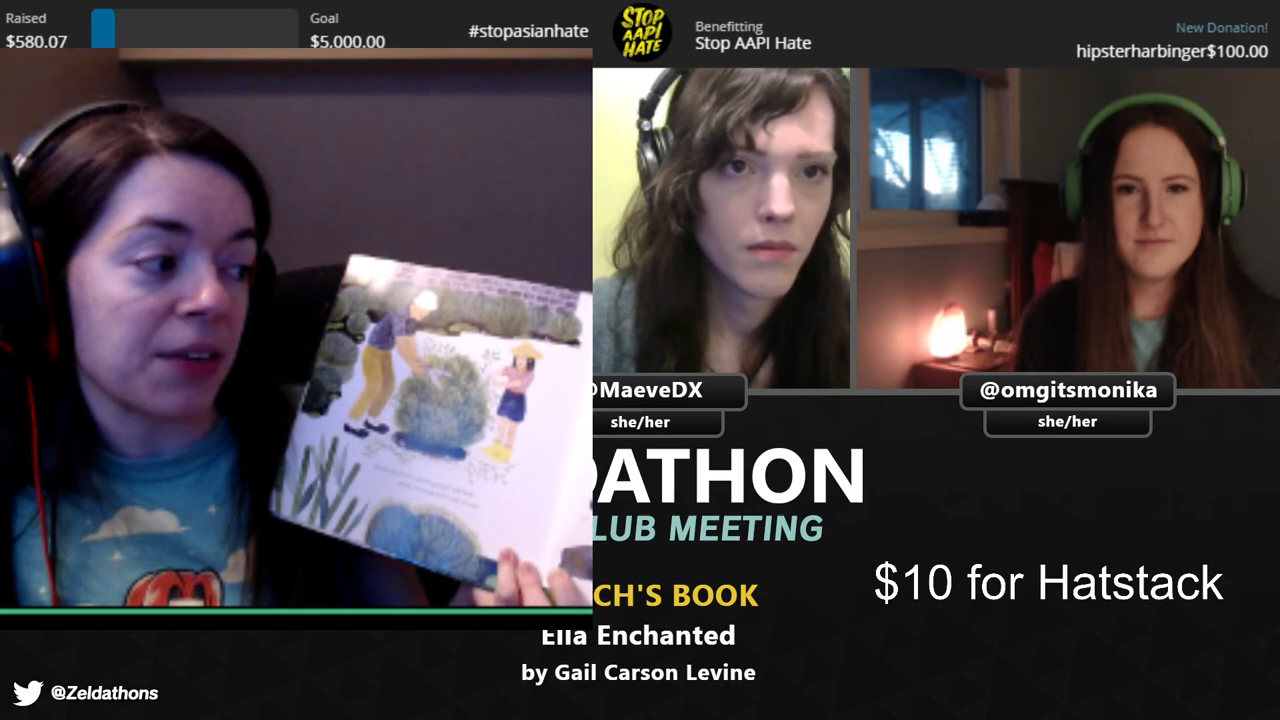 Raised
$580.07
Goal
$5,000.00
#stopasianhate
STOP
AAPI
HATE
Benefitting
Stop AAPI Hate
New Donation!
hipsterharbinger$100.00
MaeveDX
she/her
@omgitsmonika
she/her
DATHON
LUB MEETING
CH'S BOOK
Ella Enchanted
by Gail Carson Levine
$10 for Hatstack
@Zeldathons